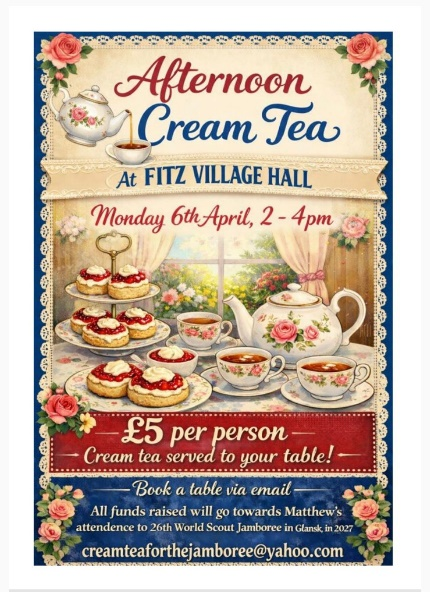 Afternoon
Cream Tea
At FITZ VILLAGE HALL
Monday 6th April, 2 - 4pm
£5 per person
Cream tea served to your table!
Book a table via email
All funds raised will go towards Matthew's
attendence to 26th World Scout Jamboree in Glansk, in 2027
creamteaforthejamboree@yahoo.com